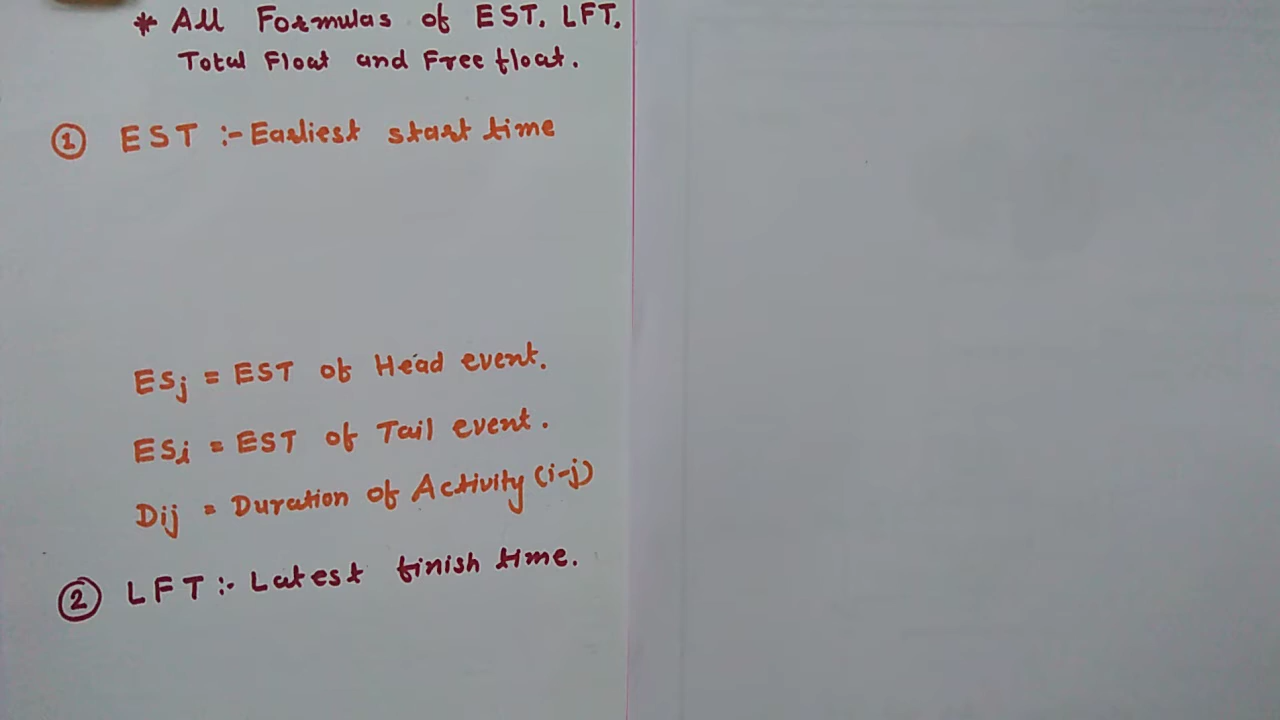 * All Formulas of EST, LFT,
Total Float and Free float.
① EST :- Earliest start time
ESj = EST of Head event.
ESi = EST of Tail event.
Dij = Duration of Activity (i-j)
② LFT :- Latest finish time.